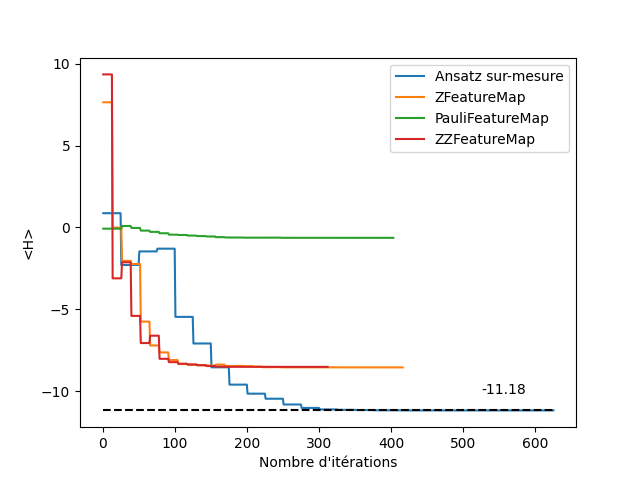 10
5
0
−5
−10
<H>
Ansatz sur-mesure
ZFeatureMap
PauliFeatureMap
ZZFeatureMap
-11.18
0 100 200 300 400 500 600
Nombre d'itérations